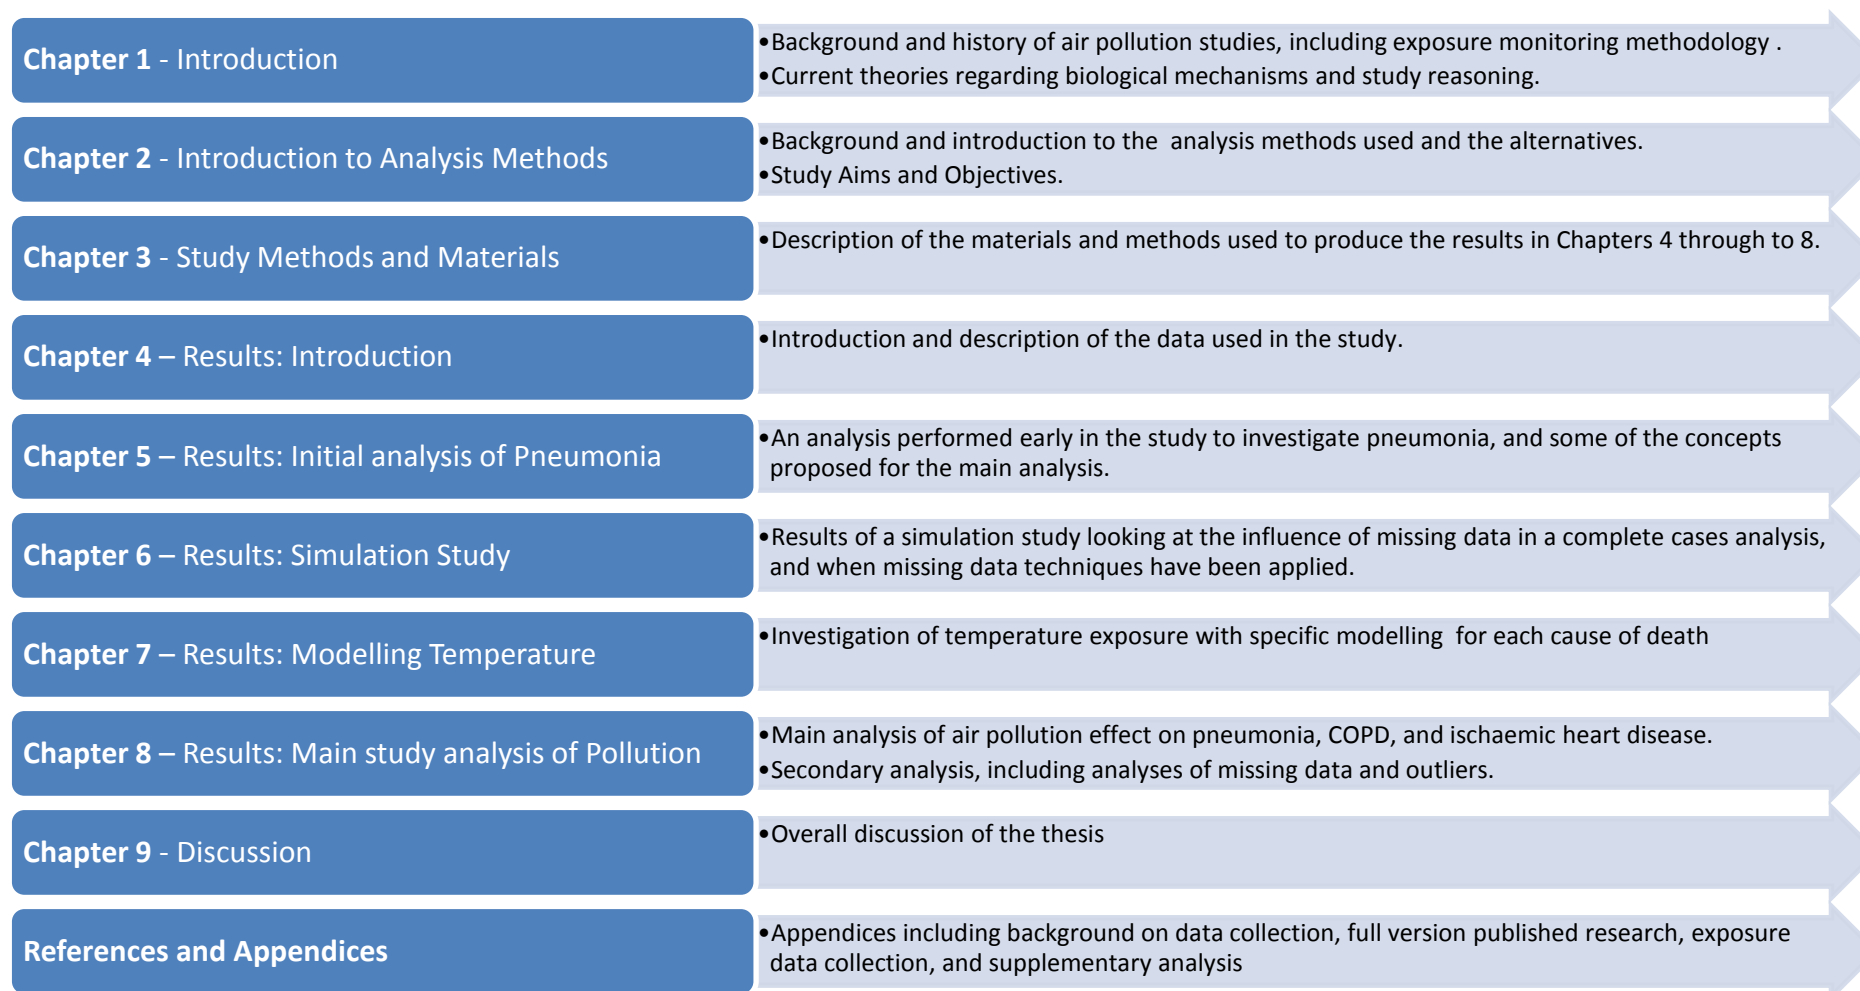 Chapter 1 - Introduction
•Background and history of air pollution studies, including exposure monitoring methodology .
•Current theories regarding biological mechanisms and study reasoning.
Chapter 2 - Introduction to Analysis Methods
•Background and introduction to the analysis methods used and the alternatives.
•Study Aims and Objectives.
Chapter 3 - Study Methods and Materials
•Description of the materials and methods used to produce the results in Chapters 4 through to 8.
Chapter 4 – Results: Introduction
•Introduction and description of the data used in the study.
Chapter 5 – Results: Initial analysis of Pneumonia
•An analysis performed early in the study to investigate pneumonia, and some of the concepts
proposed for the main analysis.
Chapter 6 – Results: Simulation Study
•Results of a simulation study looking at the influence of missing data in a complete cases analysis,
and when missing data techniques have been applied.
Chapter 7 – Results: Modelling Temperature
•Investigation of temperature exposure with specific modelling for each cause of death
Chapter 8 – Results: Main study analysis of Pollution
•Main analysis of air pollution effect on pneumonia, COPD, and ischaemic heart disease.
•Secondary analysis, including analyses of missing data and outliers.
Chapter 9 - Discussion
•Overall discussion of the thesis
References and Appendices
•Appendices including background on data collection, full version published research, exposure
data collection, and supplementary analysis